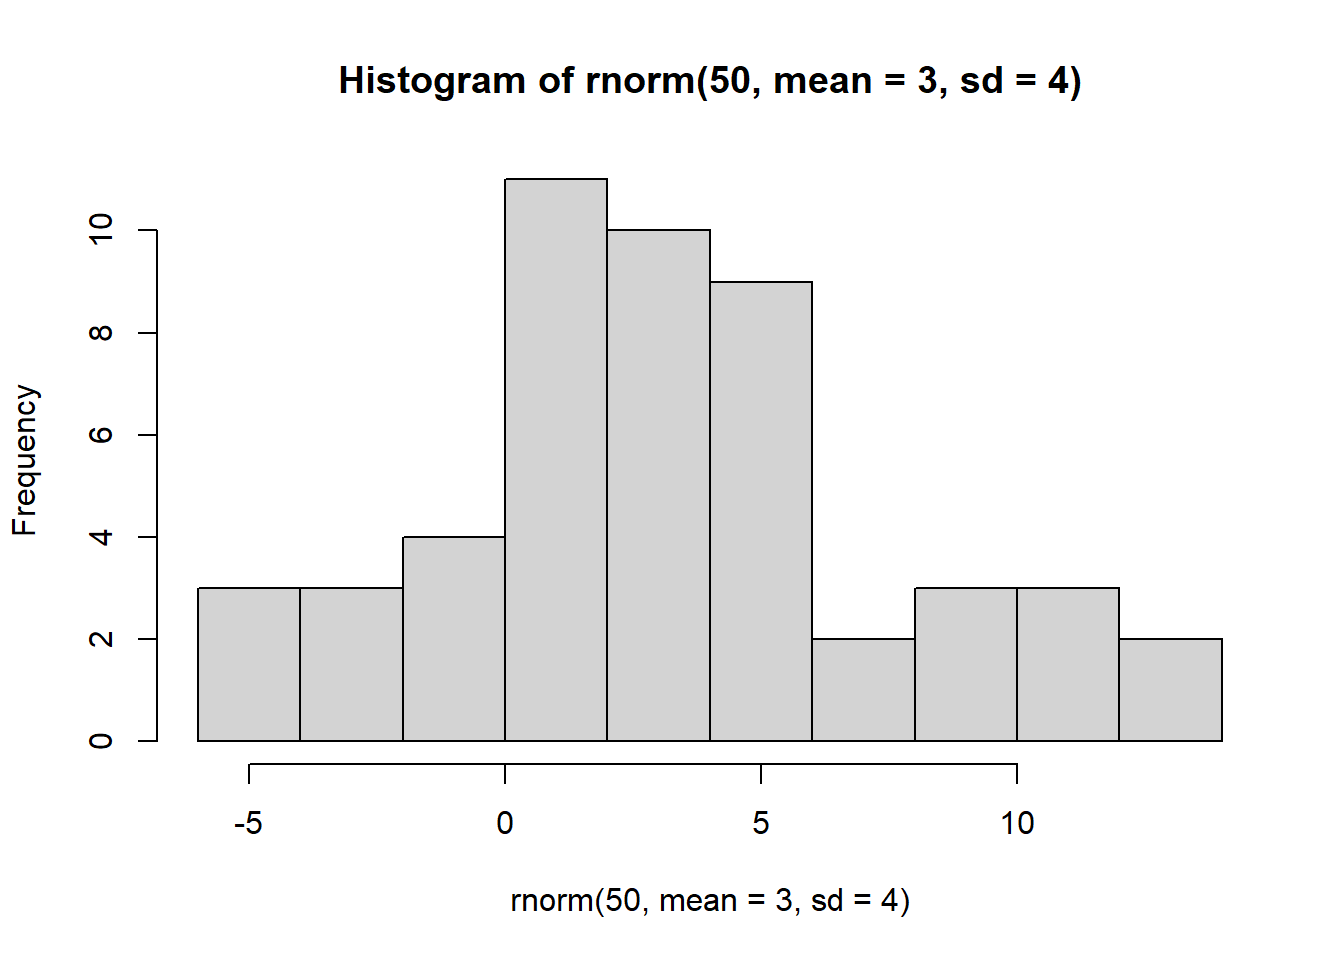 Histogram of rnorm(50, mean = 3, sd = 4)
Frequency
10
8
6
4
2
0
-5 0 5 10
rnorm(50, mean = 3, sd = 4)